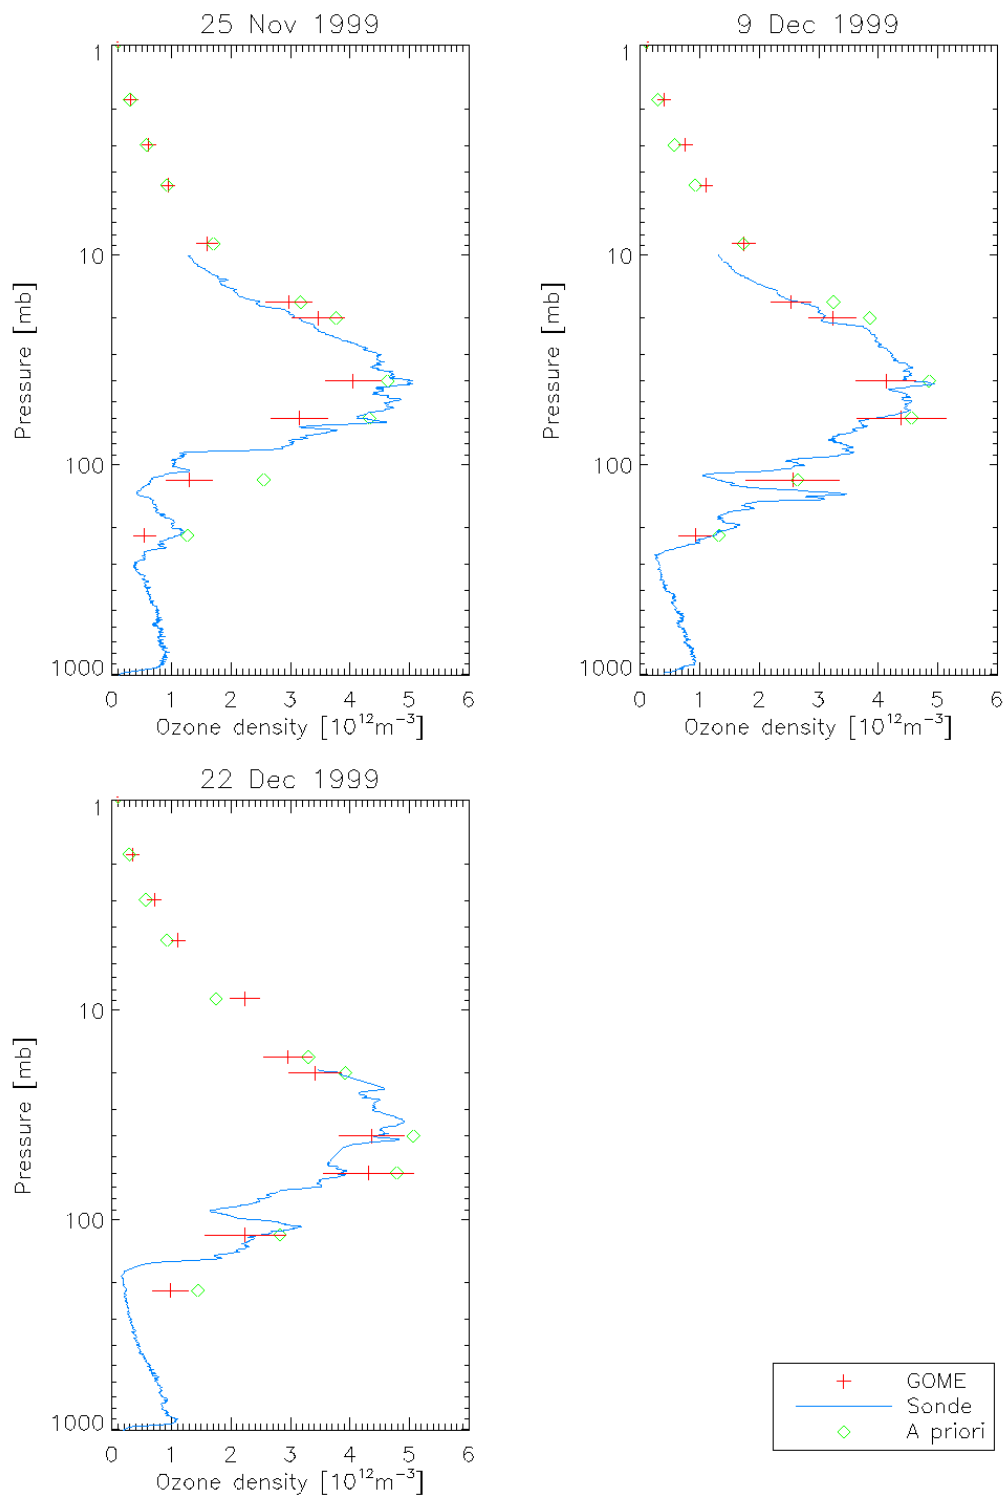 25 Nov 1999
1
10
100
1000
Pressure [mb]
0 1 2 3 4 5 6
Ozone density [10¹²m⁻³]
9 Dec 1999
1
10
100
1000
Pressure [mb]
0 1 2 3 4 5 6
Ozone density [10¹²m⁻³]
22 Dec 1999
1
10
100
1000
Pressure [mb]
0 1 2 3 4 5 6
Ozone density [10¹²m⁻³]
GOME
Sonde
A priori